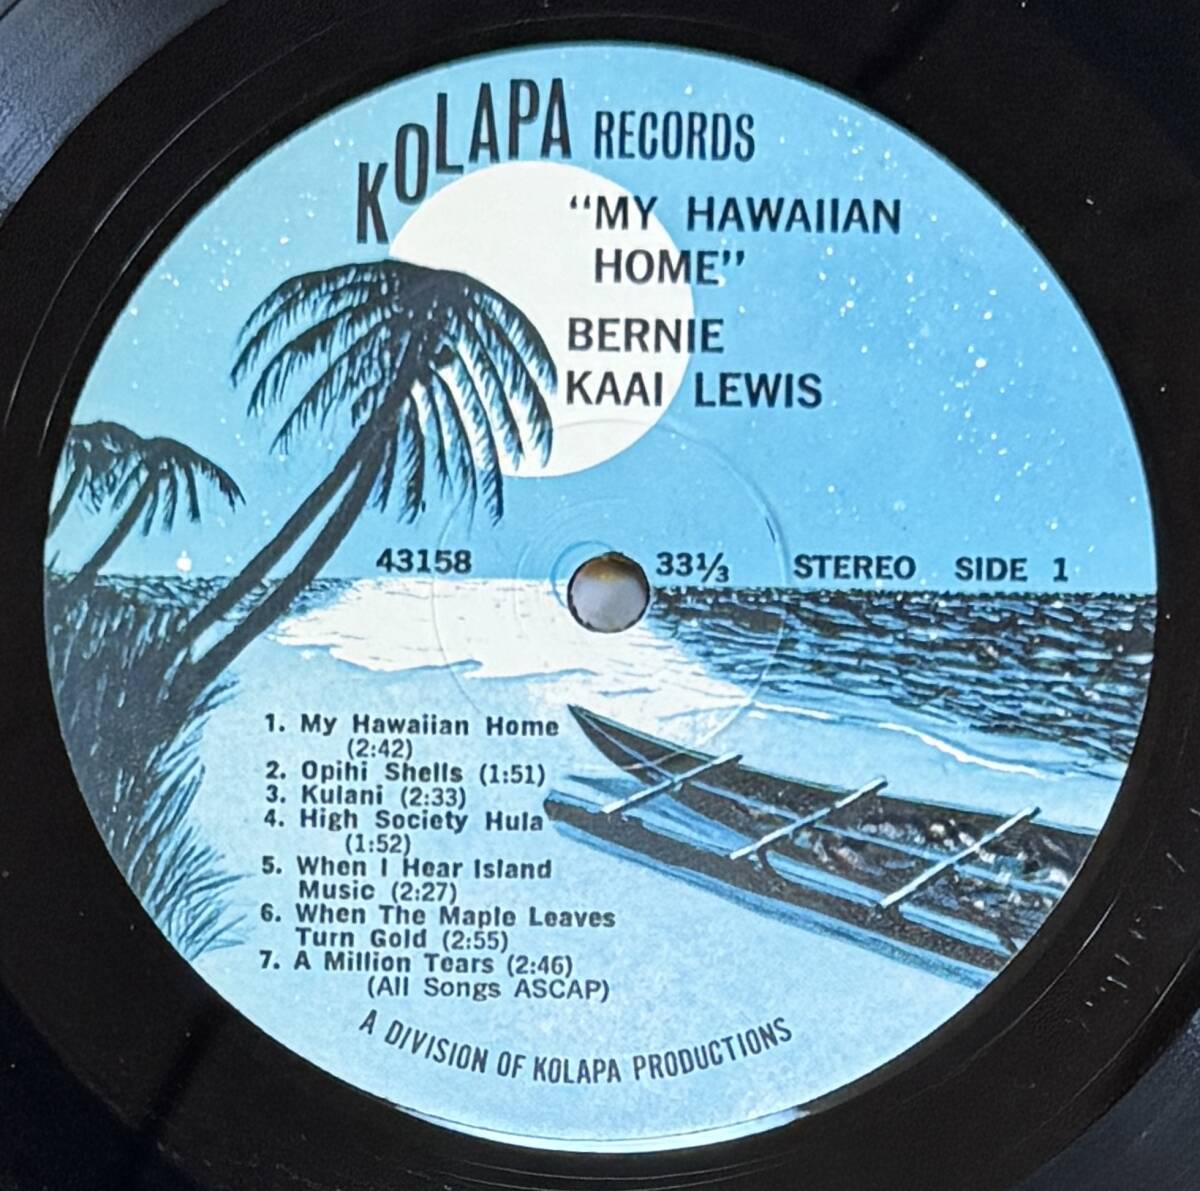 KOLAPA RECORDS
“MY HAWAIIAN
HOME”
BERNIE
KAAI LEWIS
43158 33⅓ STEREO SIDE 1
1. My Hawaiian Home
(2:42)
2. Opihi Shells (1:51)
3. Kulani (2:33)
4. High Society Hula
(1:52)
5. When I Hear Island
Music (2:27)
6. When The Maple Leaves
Turn Gold (2:55)
7. A Million Tears (2:46)
(All Songs ASCAP)
A DIVISION OF KOLAPA PRODUCTIONS